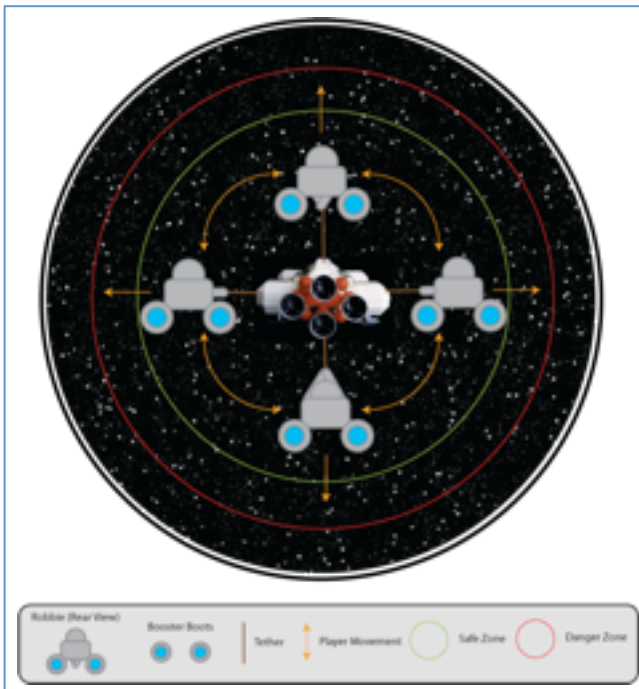 Robbie (Rear View)
Booster Boots
Tether
Player Movement
Safe Zone
Danger Zone